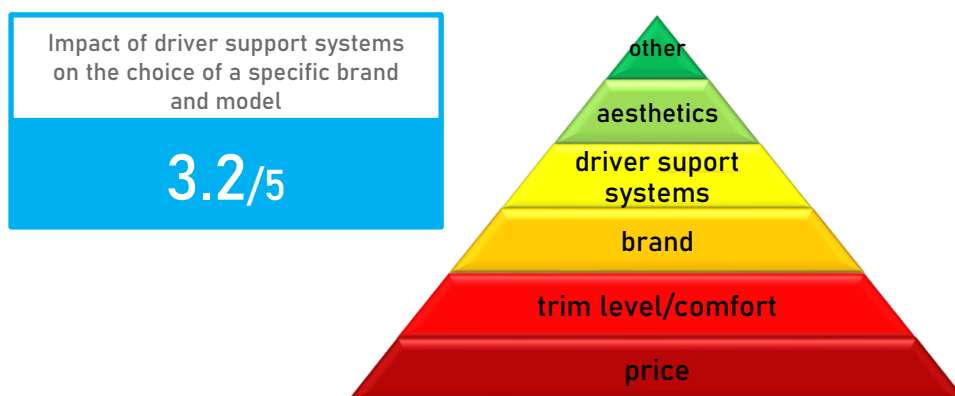 Impact of driver support systems
on the choice of a specific brand
and model
3.2/5
other
aesthetics
driver suport
systems
brand
trim level/comfort
price